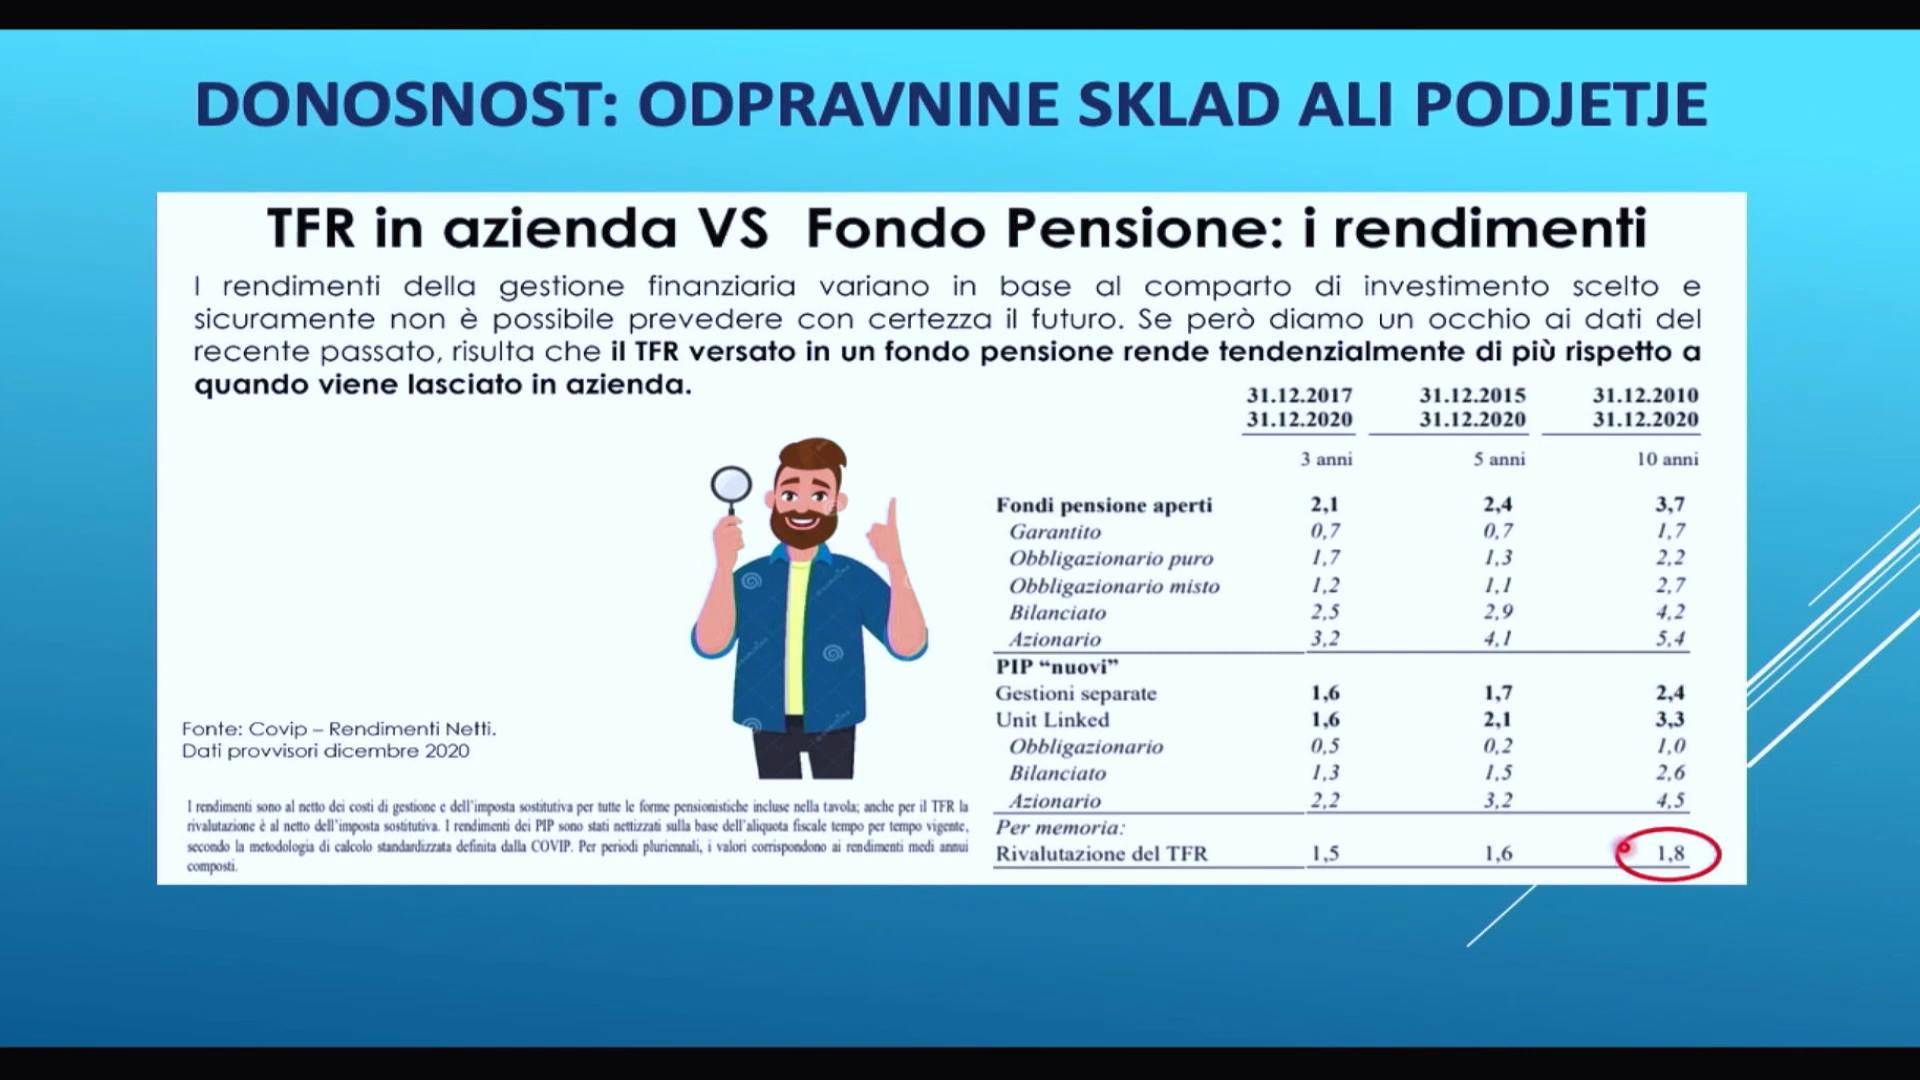 DONOSNOST: ODPRAVNINE SKLAD ALI PODJETJE
TFR in azienda VS Fondo Pensione: i rendimenti
I rendimenti della gestione finanziaria variano in base al comparto di investimento scelto e
sicuramente non è possibile prevedere con certezza il futuro. Se però diamo un occhio ai dati del
recente passato, risulta che il TFR versato in un fondo pensione rende tendenzialmente di più rispetto a
quando viene lasciato in azienda.
31.12.2017 31.12.2015 31.12.2010
31.12.2020 31.12.2020 31.12.2020
3 anni 5 anni 10 anni
Fondi pensione aperti 2,1 2,4 3,7
Garantito 0,7 0,7 1,7
Obbligazionario puro 1,7 1,3 2,2
Obbligazionario misto 1,2 1,1 2,7
Bilanciato 2,5 2,9 4,2
Azionario 3,2 4,1 5,4
PIP “nuovi”
Gestioni separate 1,6 1,7 2,4
Unit Linked 1,6 2,1 3,3
Obbligazionario 0,5 0,2 1,0
Bilanciato 1,3 1,5 2,6
Azionario 2,2 3,2 4,5
Per memoria:
Rivalutazione del TFR 1,5 1,6 1,8
Fonte: Covip – Rendimenti Netti.
Dati provvisori dicembre 2020
I rendimenti sono al netto dei costi di gestione e dell'imposta sostitutiva per tutte le forme pensionistiche incluse nella tavola; anche per il TFR la
rivalutazione è al netto dell'imposta sostitutiva. I rendimenti dei PIP sono stati nettizzati sulla base dell'aliquota fiscale tempo per tempo vigente,
secondo la metodologia di calcolo standardizzata definita dalla COVIP. Per periodi pluriennali, i valori corrispondono ai rendimenti medi annui
composti.